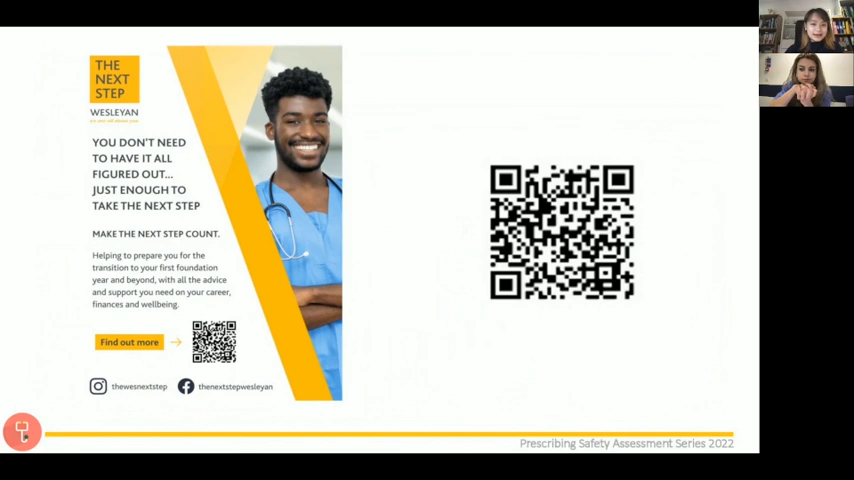 THE
NEXT
STEP
WESLEYAN
YOU DON'T NEED
TO HAVE IT ALL
FIGURED OUT...
JUST ENOUGH TO
TAKE THE NEXT STEP
MAKE THE NEXT STEP COUNT.
Helping to prepare you for the
transition to your first foundation
year and beyond, with all the advice
and support you need on your career,
finances and wellbeing.
Find out more
thewesnextstep
thenextstepwesleyan
Prescribing Safety Assessment Series 2022